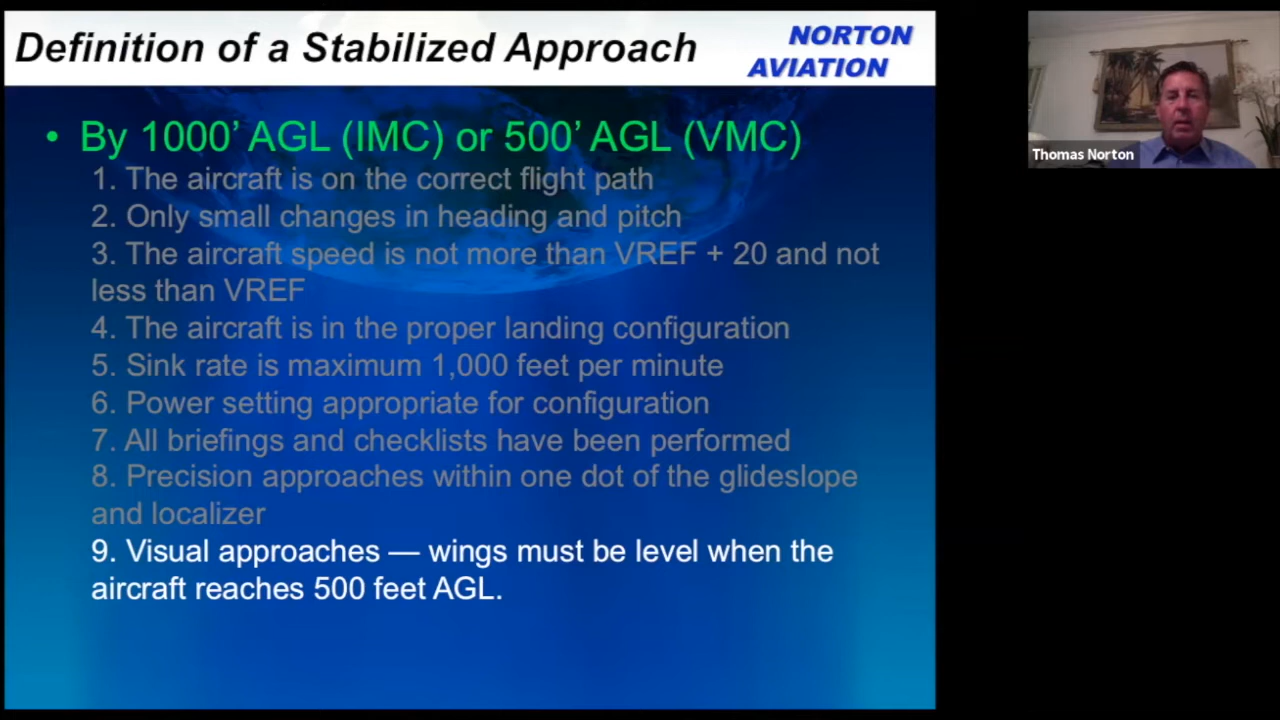 Definition of a Stabilized Approach
NORTON
AVIATION
• By 1000’ AGL (IMC) or 500’ AGL (VMC)
1. The aircraft is on the correct flight path
2. Only small changes in heading and pitch
3. The aircraft speed is not more than VREF + 20 and not
less than VREF
4. The aircraft is in the proper landing configuration
5. Sink rate is maximum 1,000 feet per minute
6. Power setting appropriate for configuration
7. All briefings and checklists have been performed
8. Precision approaches within one dot of the glideslope
and localizer
9. Visual approaches — wings must be level when the
aircraft reaches 500 feet AGL.
Thomas Norton